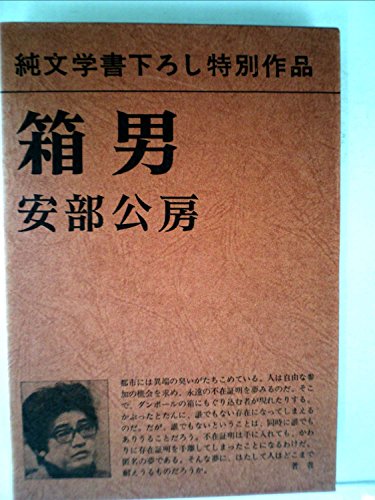 純文学書下ろし特別作品
箱男
安部公房
都市には異端の臭いがたちこめている。人は自由な参
加の機会を求め、永遠の不在証明を夢みるのだ。そこ
で、ダンボールの箱にもぐり込む者が現れたりする。
かぶったとたんに、誰でもない存在になってしまえる
のだ。だが、誰でもないということは、同時に誰でも
ありうることだろう。不在証明は手に入れても、かわ
りに存在証明を手離してしまったことになるわけだ。
匿名の夢である。そんな夢に、はたして人はどこまで
耐えうるものだろうか。
著者